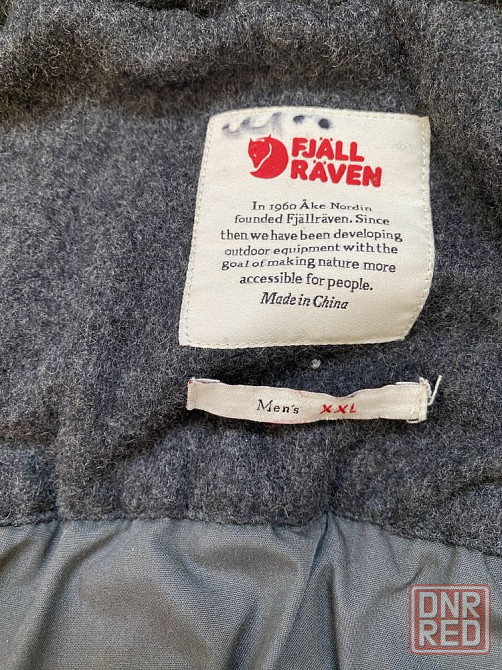 FJÄLL
RÄVEN
In 1960 Åke Nordin
founded Fjällräven. Since
then we have been developing
outdoor equipment with the
goal of making nature more
accessible for people.
Made in China
Men's XXL
DNR
RED